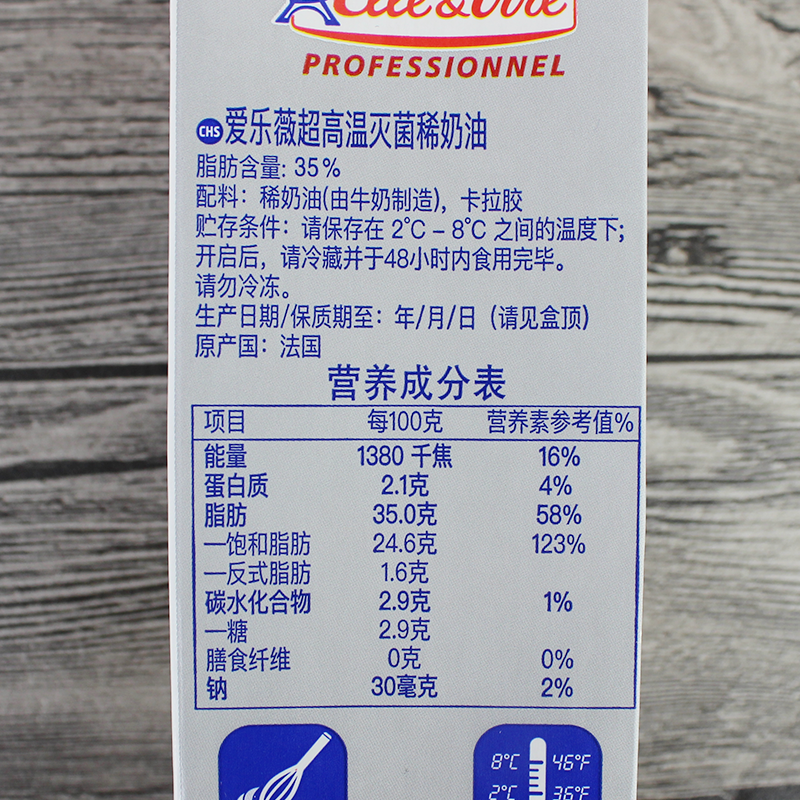 Elle & Vire
PROFESSIONNEL
CHS 爱乐薇超高温灭菌稀奶油
脂肪含量: 35%
配料：稀奶油(由牛奶制造)，卡拉胶
贮存条件：请保存在 2°C – 8°C 之间的温度下;
开启后，请冷藏并于48小时内食用完毕。
请勿冷冻。
生产日期/保质期至：年/月/日（请见盒顶）
原产国：法国
营养成分表
项目 每100克 营养素参考值%
能量 1380 千焦 16%
蛋白质 2.1克 4%
脂肪 35.0克 58%
—饱和脂肪 24.6克 123%
—反式脂肪 1.6克
碳水化合物 2.9克 1%
—糖 2.9克
膳食纤维 0克 0%
钠 30毫克 2%
8°C 46°F
2°C 36°F